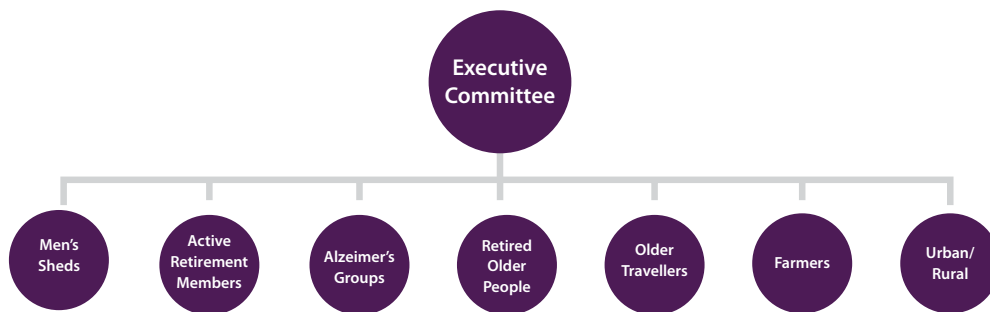 Executive
Committee
Men's
Sheds
Active
Retirement
Members
Alzeimer's
Groups
Retired
Older
People
Older
Travellers
Farmers
Urban/
Rural